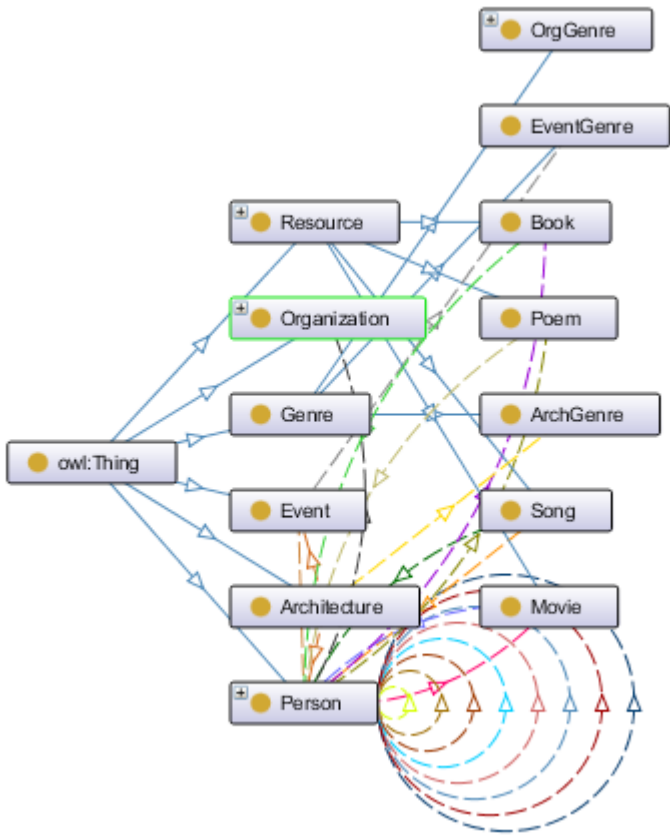 OrgGenre
EventGenre
Resource
Book
Organization
Poem
Genre
ArchGenre
owl:Thing
Event
Song
Architecture
Movie
Person